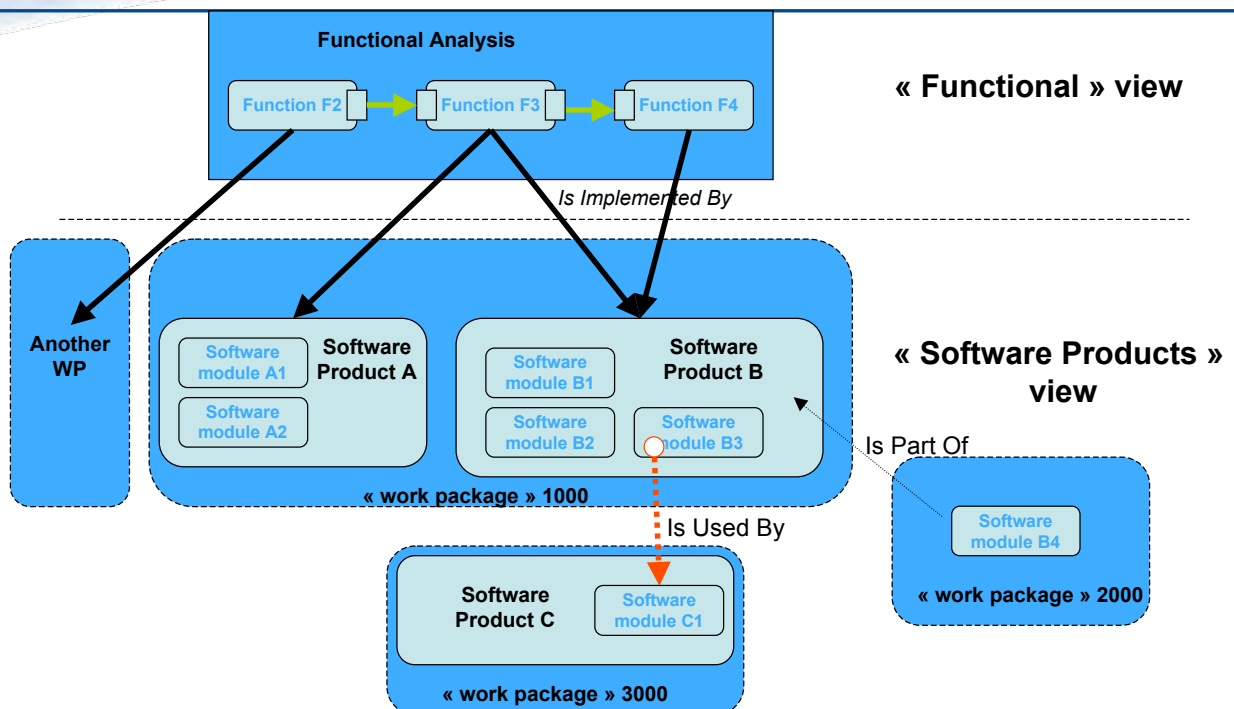 Functional Analysis
« Functional » view
Function F2
Function F3
Function F4
Is Implemented By
Another
WP
Software
module A1
Software
module A2
Software
Product A
Software
module B1
Software
module B2
Software
Product B
Software
module B3
« work package » 1000
« Software Products »
view
Is Part Of
Software
module B4
« work package » 2000
Is Used By
Software
Product C
Software
module C1
« work package » 3000